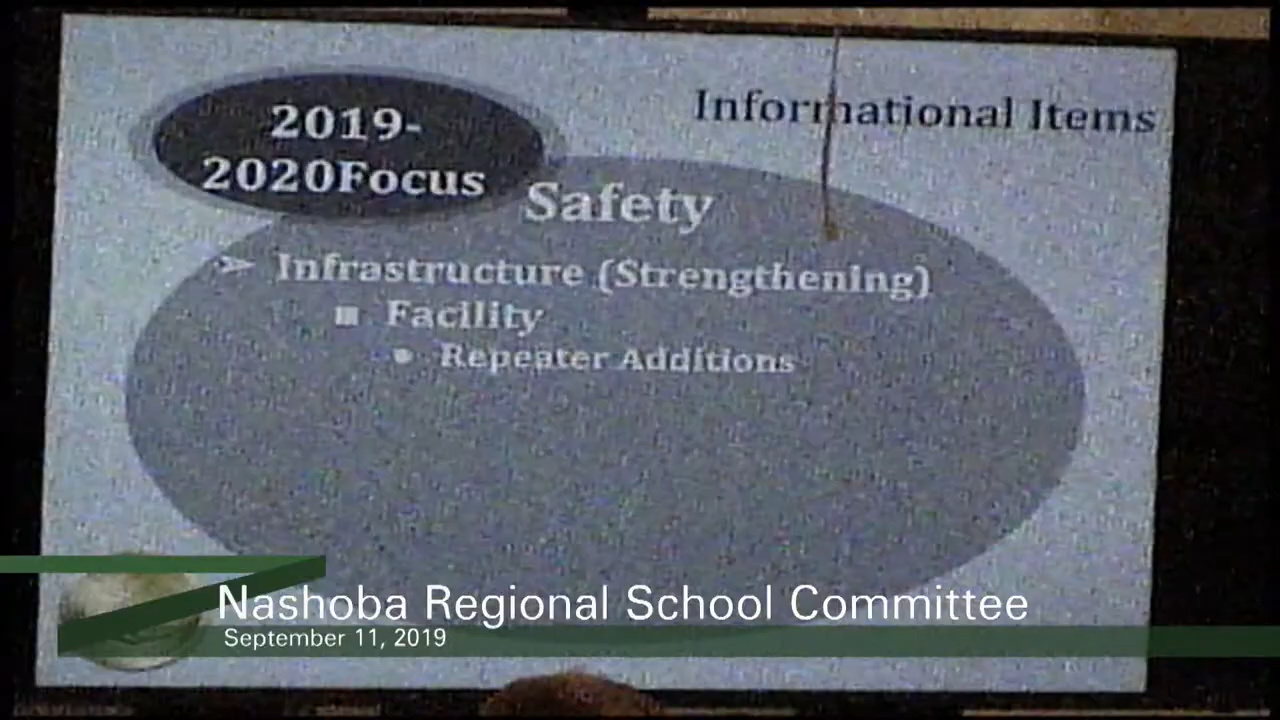 Informational Items
2019-
2020Focus
Safety
Infrastructure (Strengthening)
Facility
Repeater Additions
Nashoba Regional School Committee
September 11, 2019